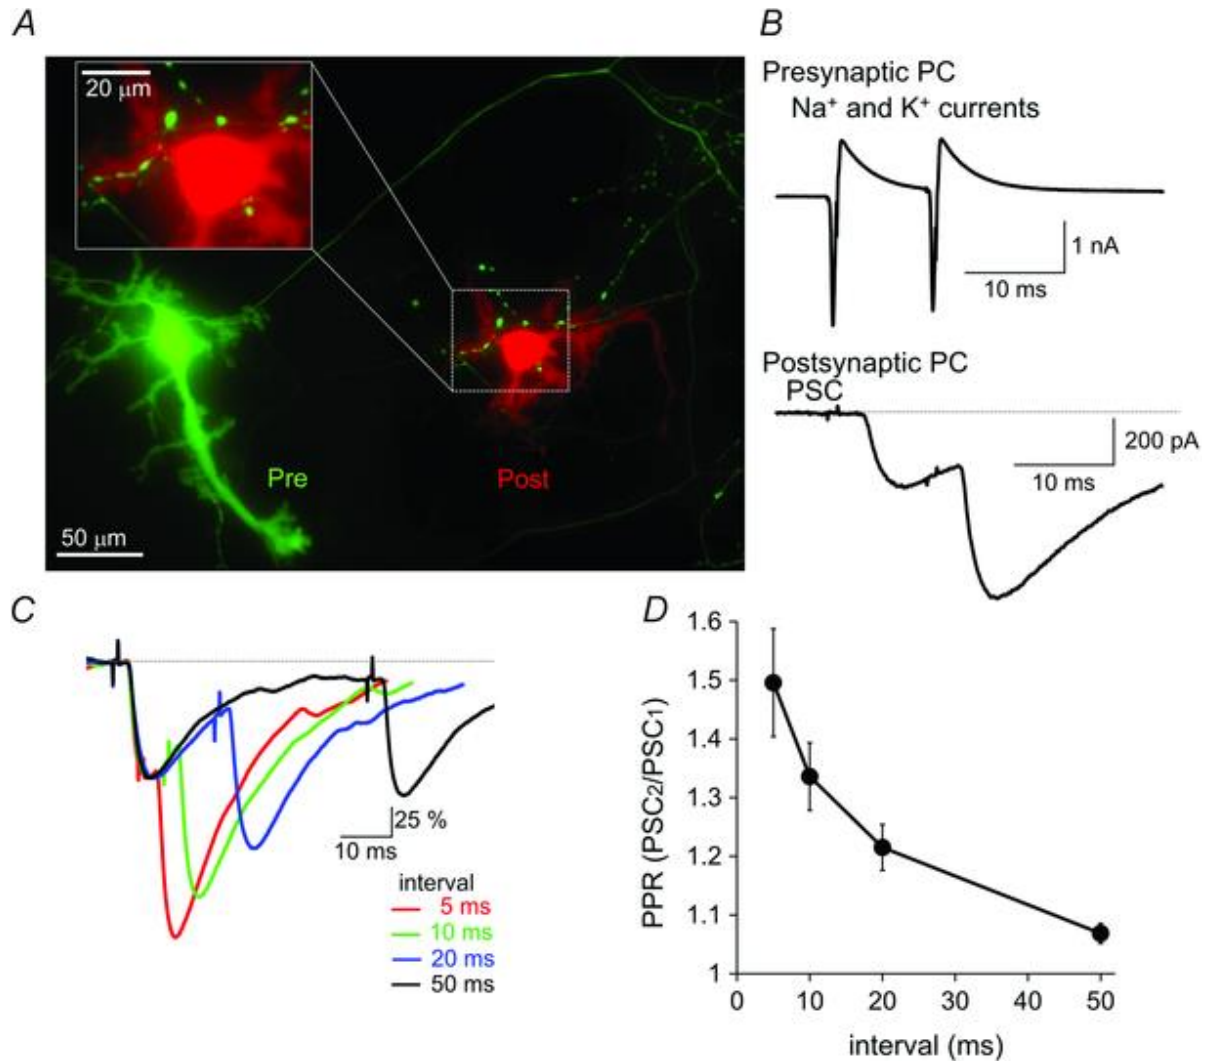 A
20 μm
Pre
Post
50 μm
B
Presynaptic PC
Na⁺ and K⁺ currents
1 nA
10 ms
Postsynaptic PC
PSC
200 pA
10 ms
C
25 %
10 ms
interval
5 ms
10 ms
20 ms
50 ms
D
PPR (PSC₂/PSC₁)
1.6
1.5
1.4
1.3
1.2
1.1
1
0 10 20 30 40 50
interval (ms)